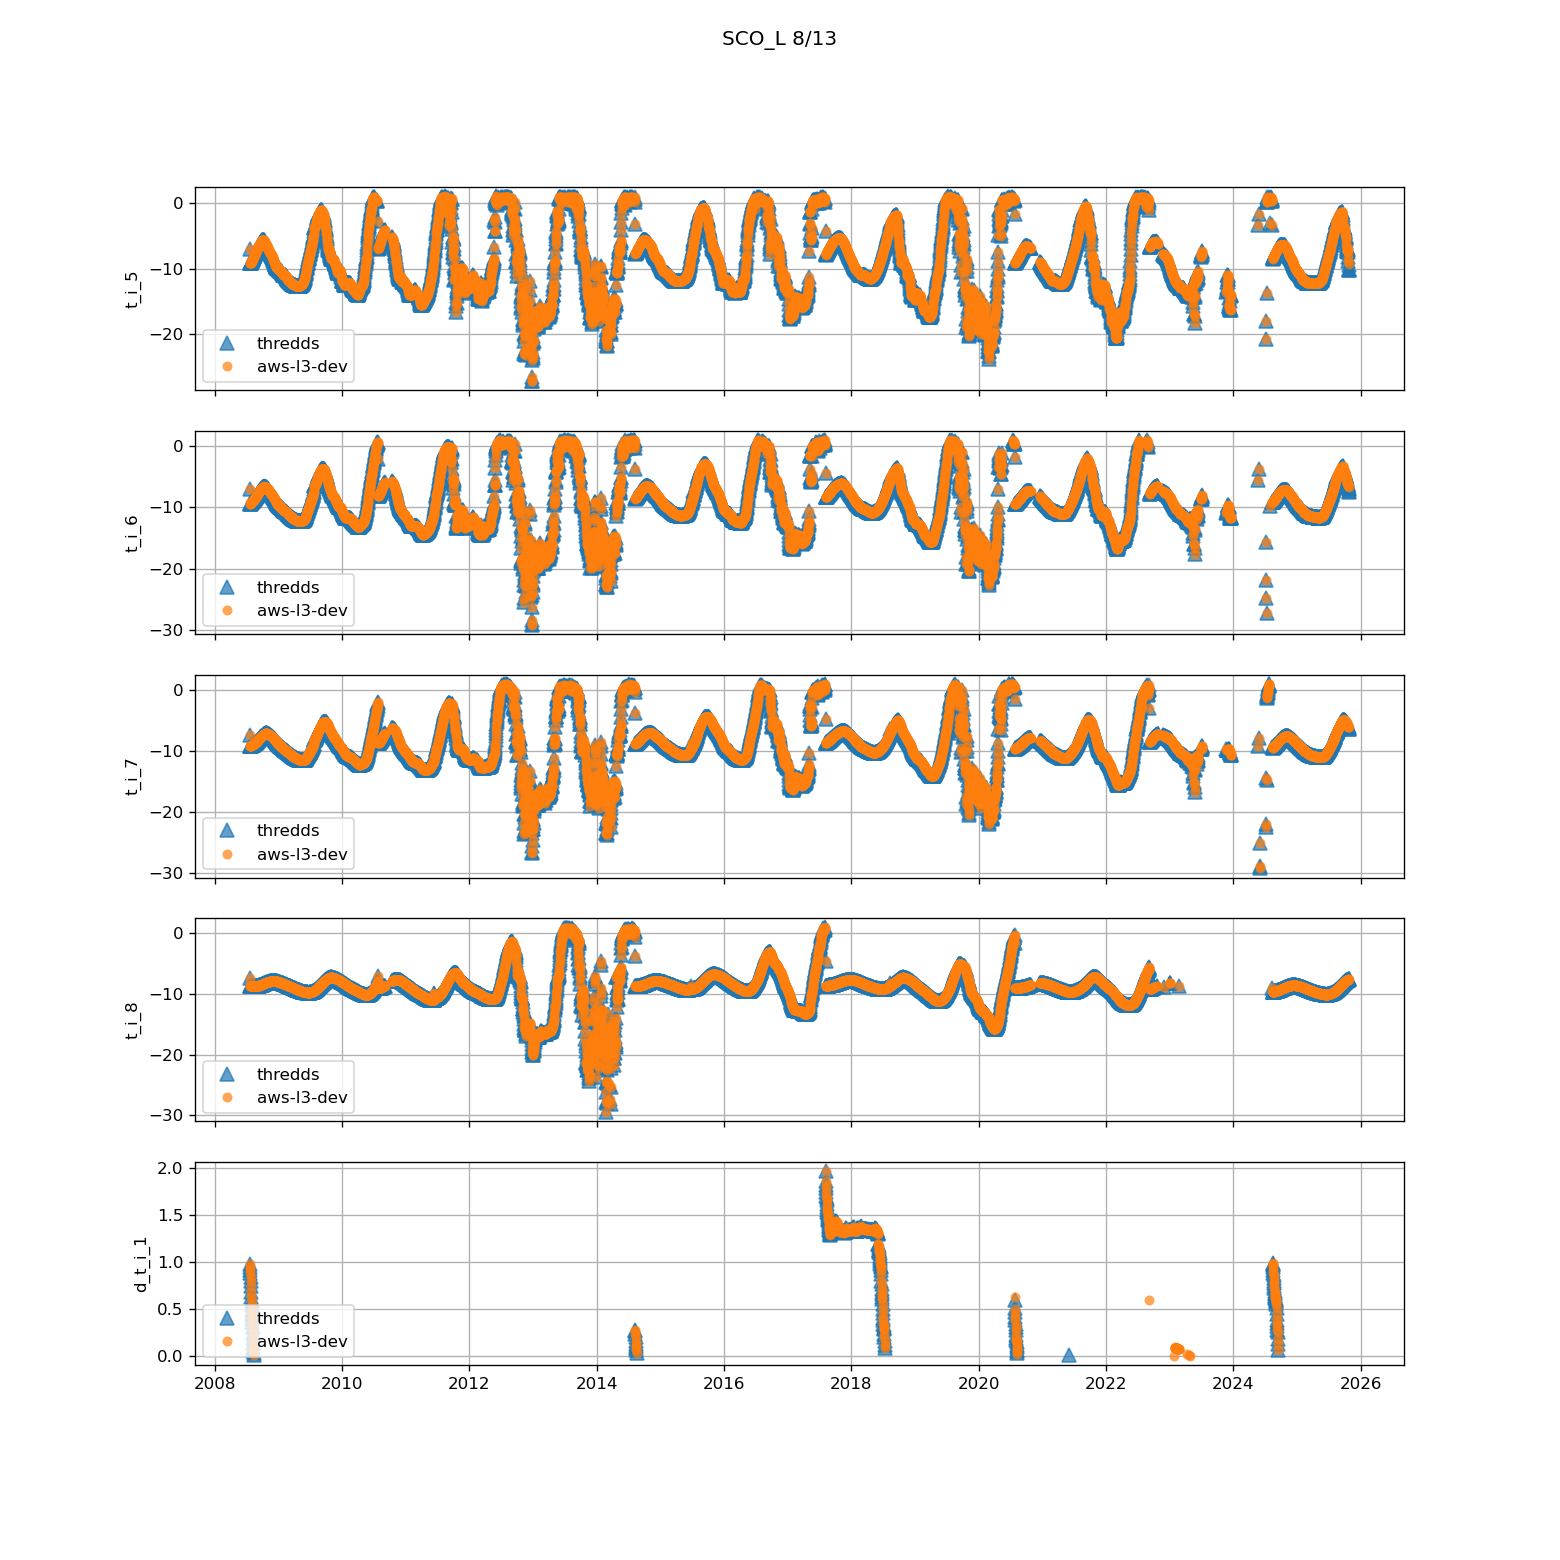 SCO_L 8/13
t_i_5
0
−10
−20
thredds
aws-l3-dev
t_i_6
0
−10
−20
−30
thredds
aws-l3-dev
t_i_7
0
−10
−20
−30
thredds
aws-l3-dev
t_i_8
0
−10
−20
−30
thredds
aws-l3-dev
d_t_i_1
2.0
1.5
1.0
0.5
0.0
thredds
aws-l3-dev
2008 2010 2012 2014 2016 2018 2020 2022 2024 2026